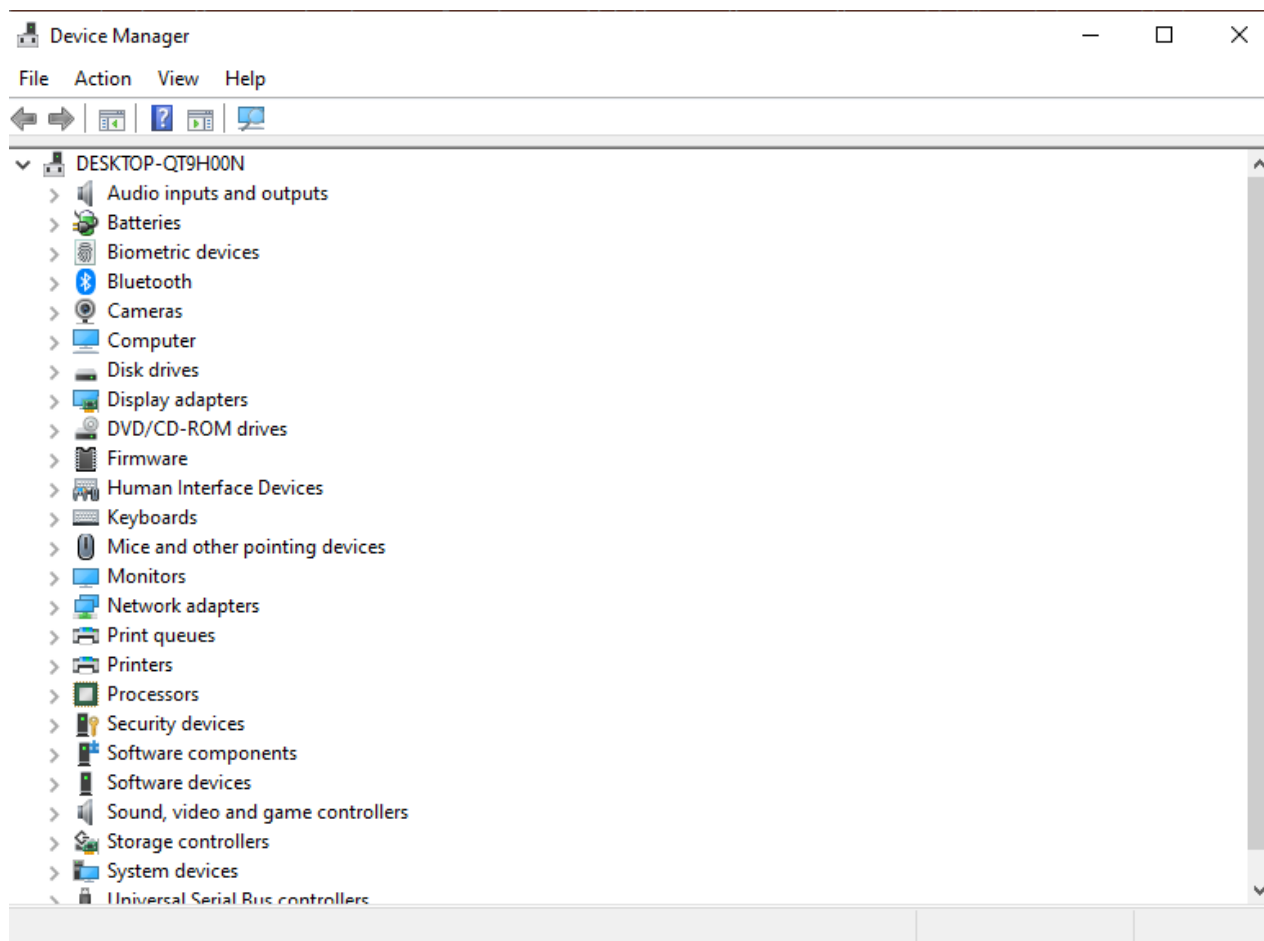 Device Manager
File Action View Help
DESKTOP-QT9H00N
Audio inputs and outputs
Batteries
Biometric devices
Bluetooth
Cameras
Computer
Disk drives
Display adapters
DVD/CD-ROM drives
Firmware
Human Interface Devices
Keyboards
Mice and other pointing devices
Monitors
Network adapters
Print queues
Printers
Processors
Security devices
Software components
Software devices
Sound, video and game controllers
Storage controllers
System devices
Universal Serial Bus controllers